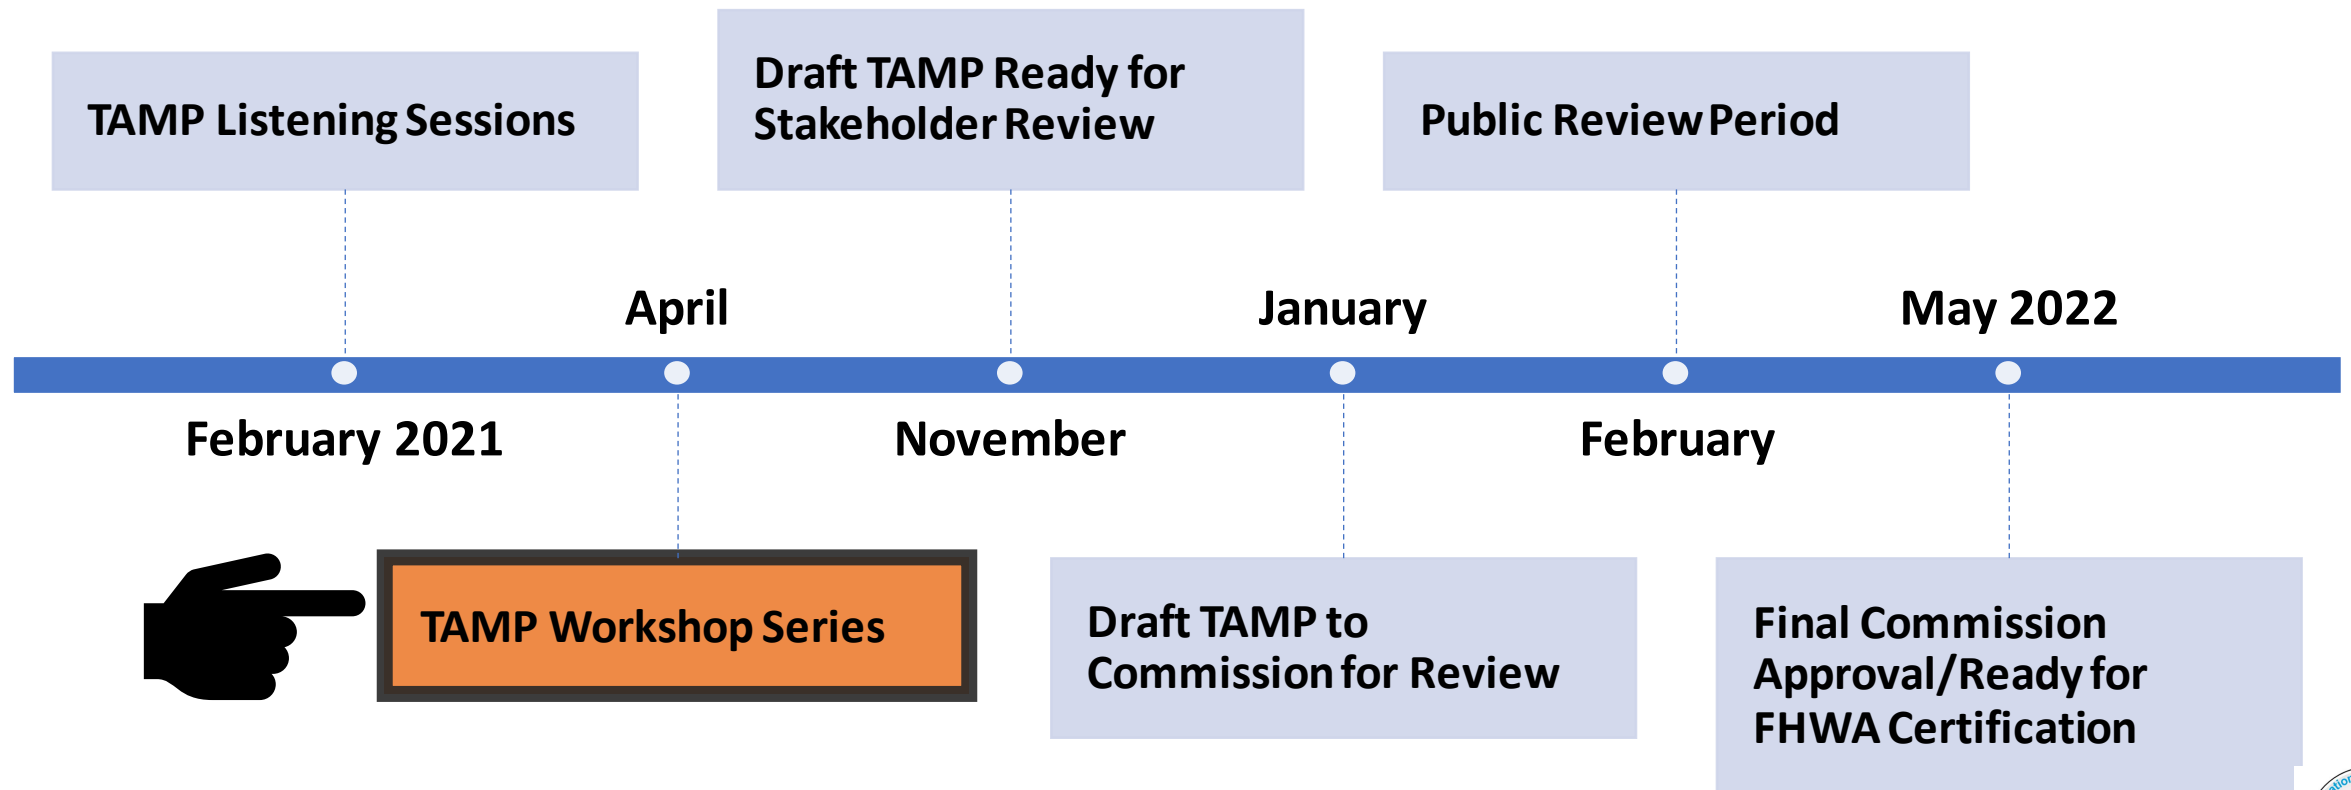 TAMP Listening Sessions
Draft TAMP Ready for
Stakeholder Review
Public Review Period
April
January
May 2022
February 2021
November
February
TAMP Workshop Series
Draft TAMP to
Commission for Review
Final Commission
Approval/Ready for
FHWA Certification